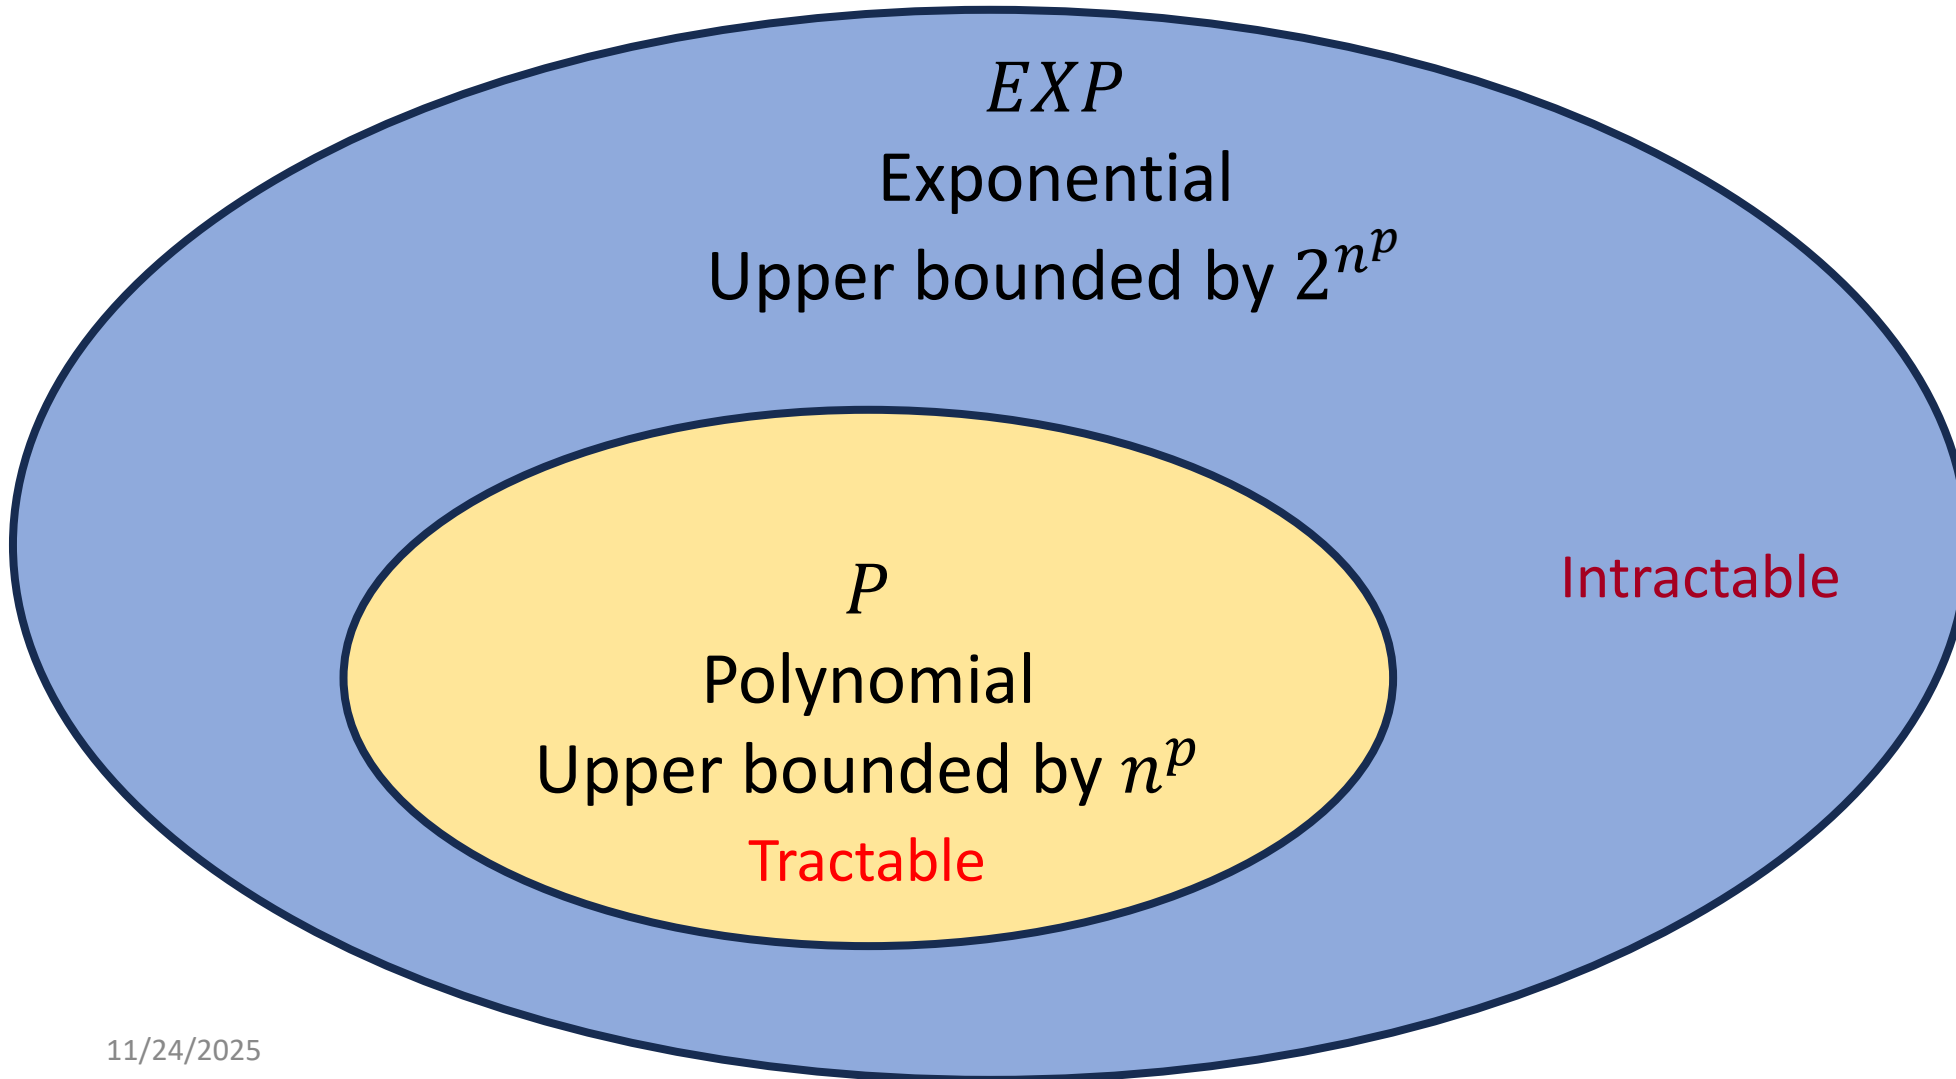 EXP
Exponential
Upper bounded by 2^{n^p}
Intractable
P
Polynomial
Upper bounded by n^p
Tractable
11/24/2025